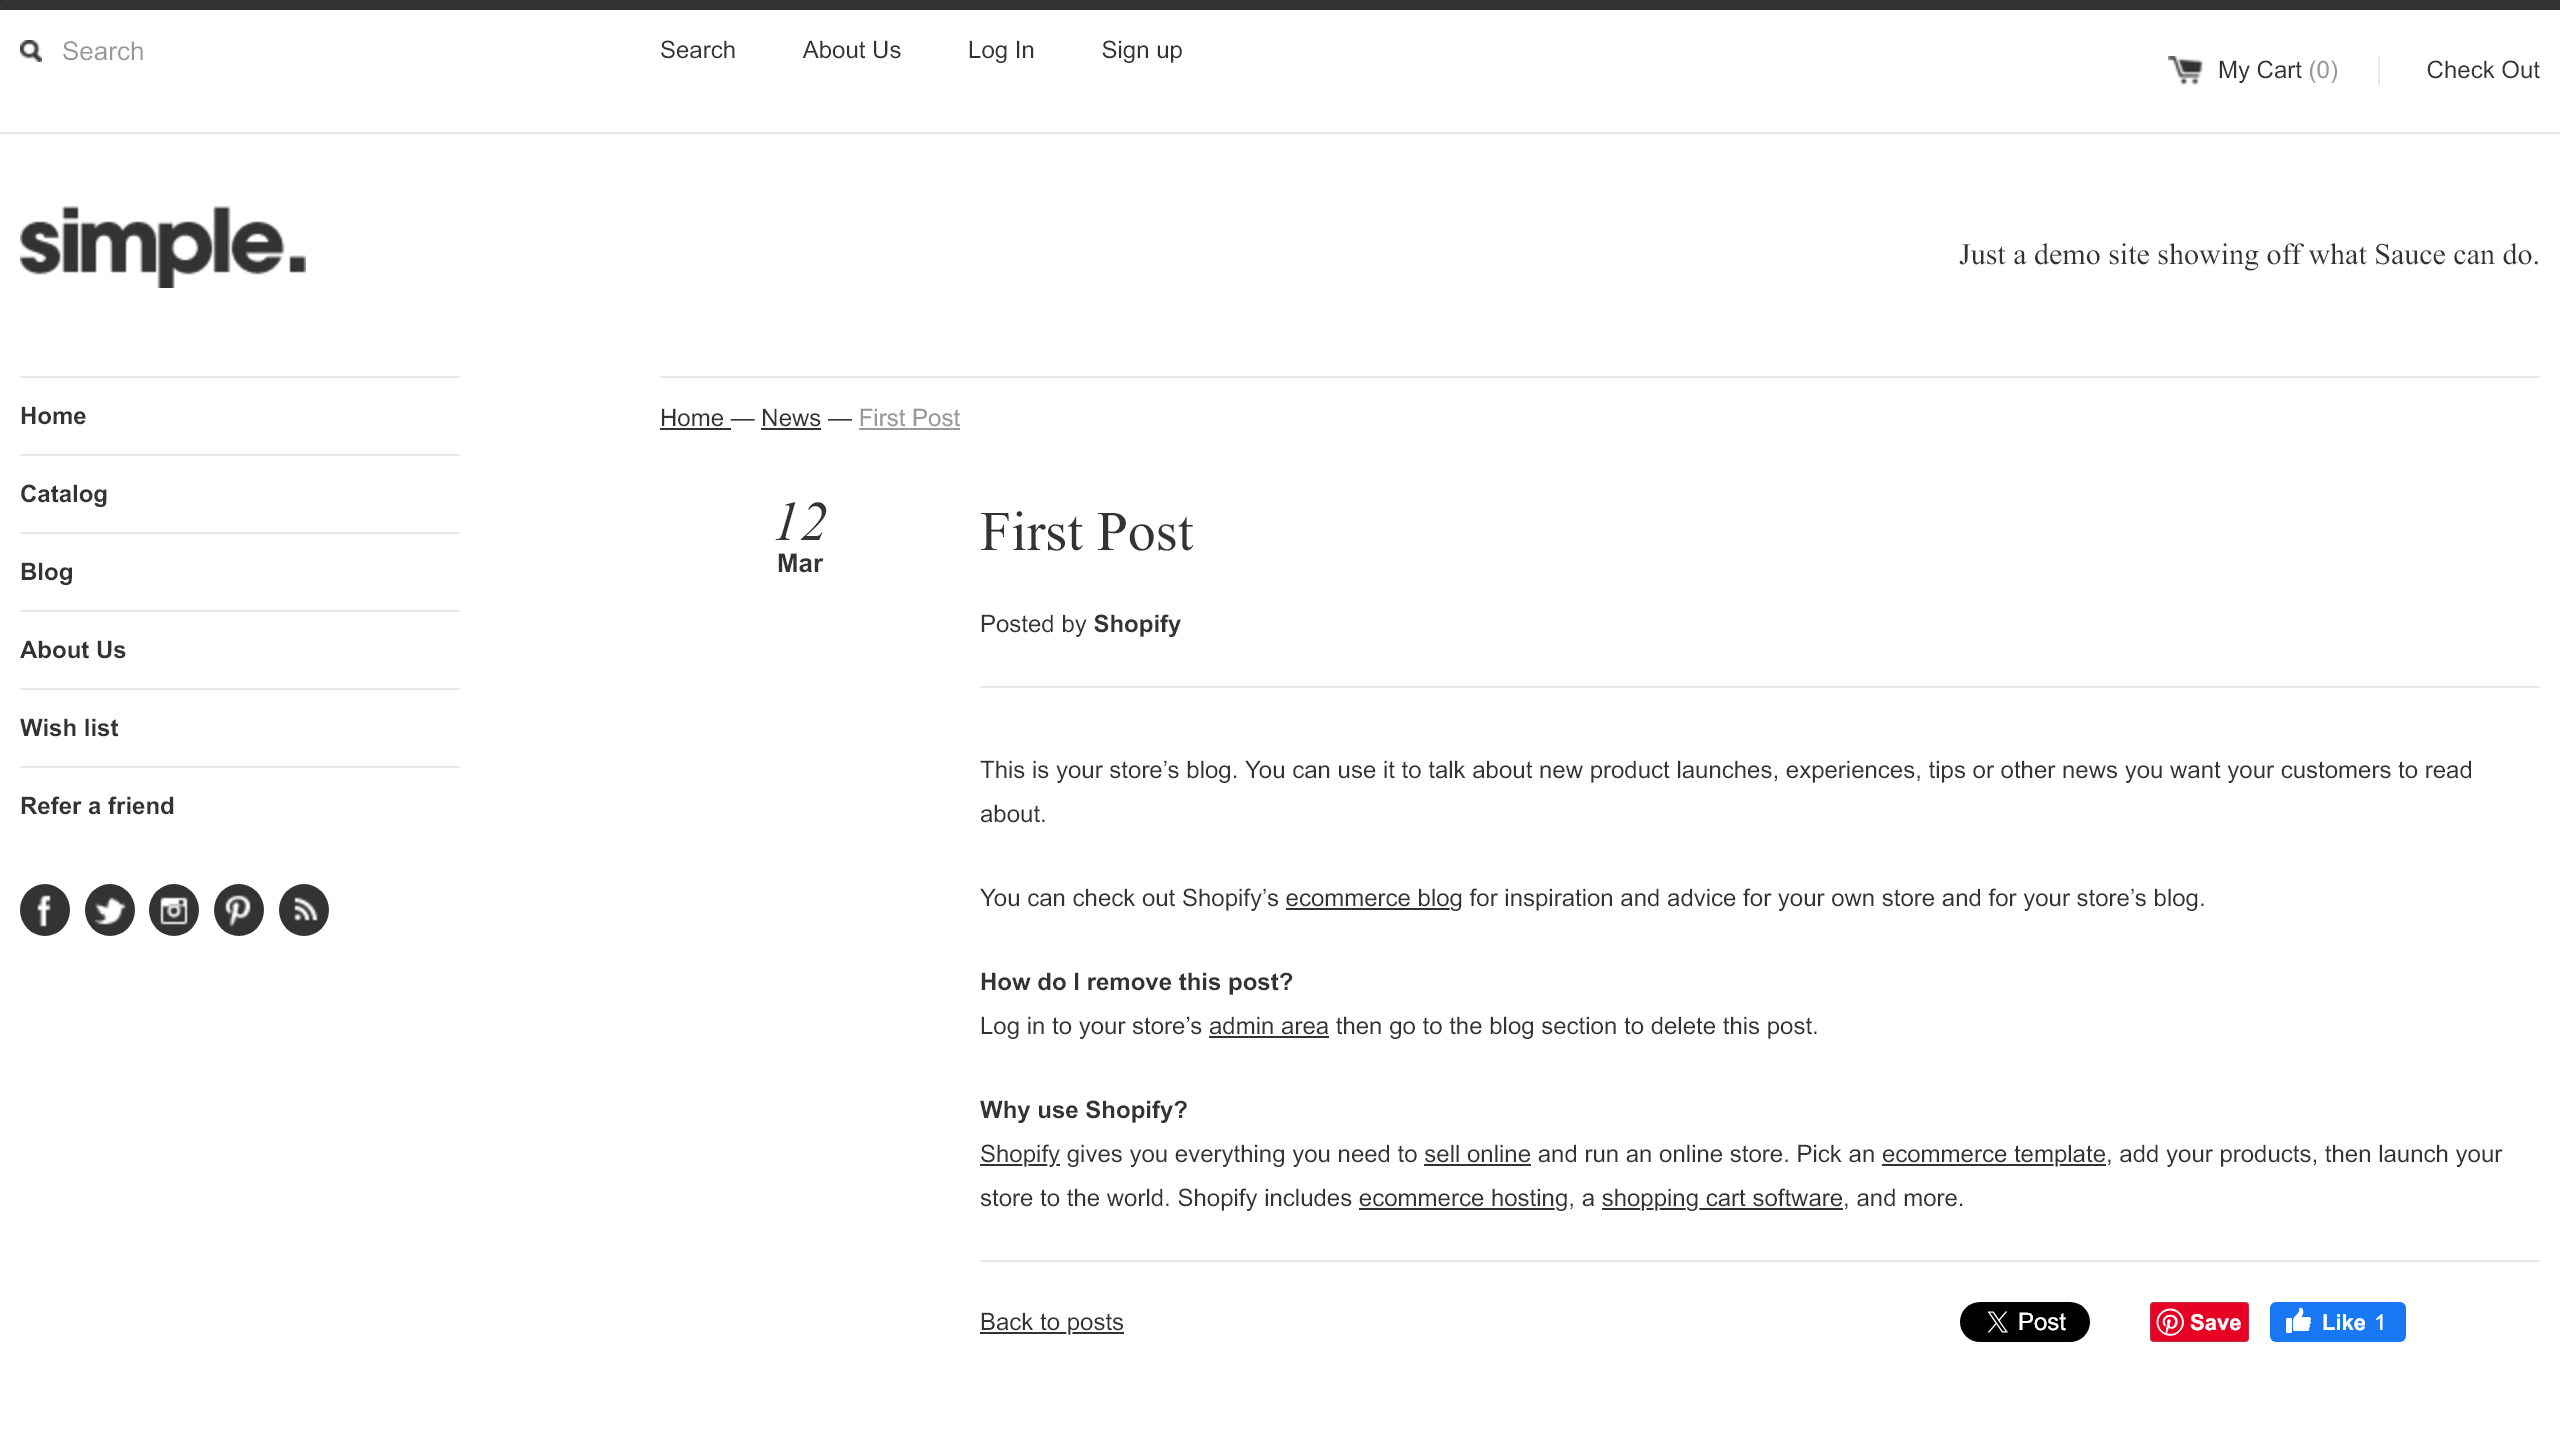 Search
Search About Us Log In Sign up
My Cart (0) Check Out
simple.
Just a demo site showing off what Sauce can do.
Home
Catalog
Blog
About Us
Wish list
Refer a friend
Home — News — First Post
12
Mar
First Post
Posted by Shopify
This is your store’s blog. You can use it to talk about new product launches, experiences, tips or other news you want your customers to read
about.
You can check out Shopify’s ecommerce blog for inspiration and advice for your own store and for your store’s blog.
How do I remove this post?
Log in to your store’s admin area then go to the blog section to delete this post.
Why use Shopify?
Shopify gives you everything you need to sell online and run an online store. Pick an ecommerce template, add your products, then launch your
store to the world. Shopify includes ecommerce hosting, a shopping cart software, and more.
Back to posts
Post
Save
Like 1